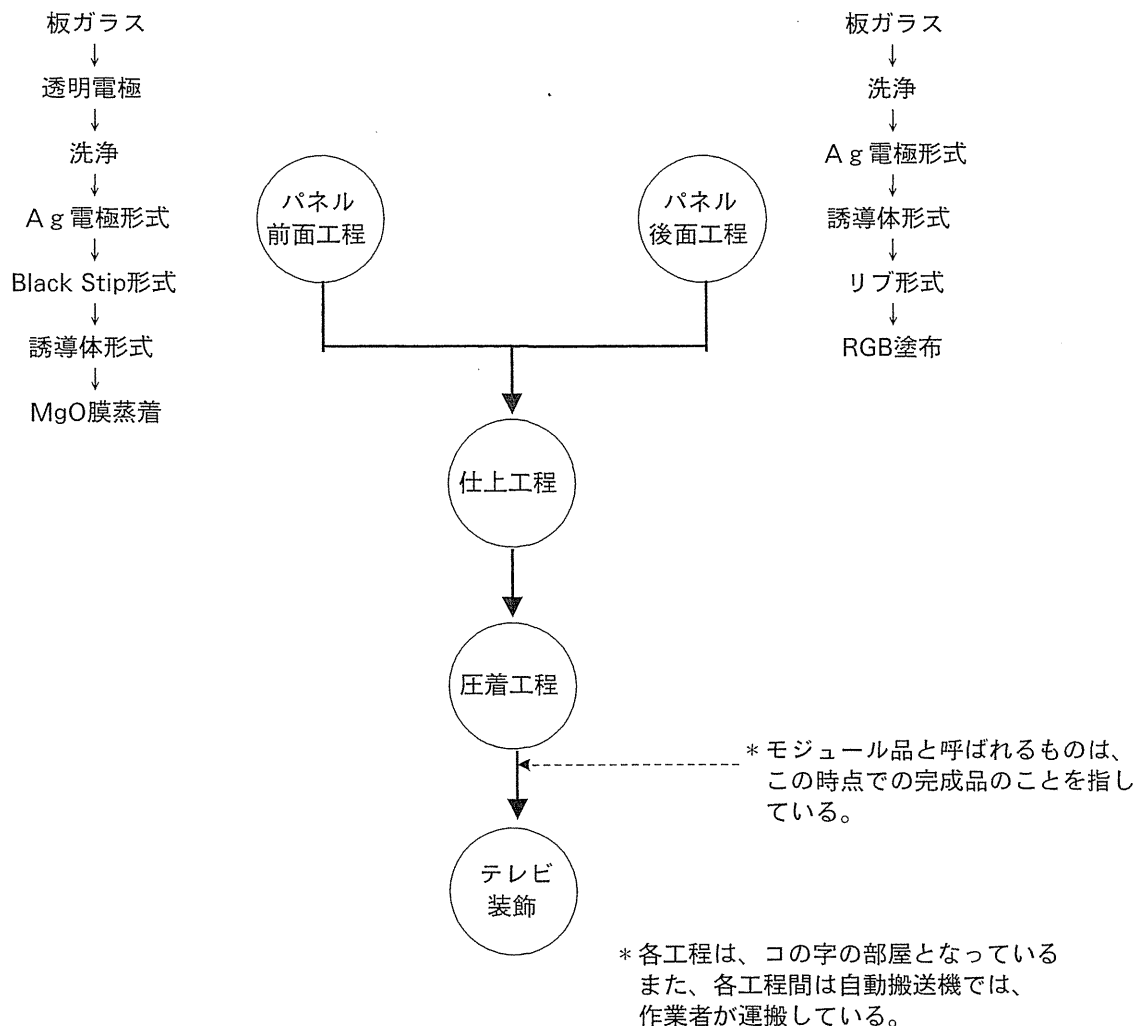 板ガラス
↓
透明電極
↓
洗浄
↓
Ａｇ電極形式
↓
Black Stip形式
↓
誘導体形式
↓
MgO膜蒸着
板ガラス
↓
洗浄
↓
Ａｇ電極形式
↓
誘導体形式
↓
リブ形式
↓
RGB塗布
パネル
前面工程
パネル
後面工程
仕上工程
圧着工程
＊モジュール品と呼ばれるものは、
この時点での完成品のことを指し
ている。
テレビ
装飾
＊各工程は、コの字の部屋となっている
また、各工程間は自動搬送機では、
作業者が運搬している。